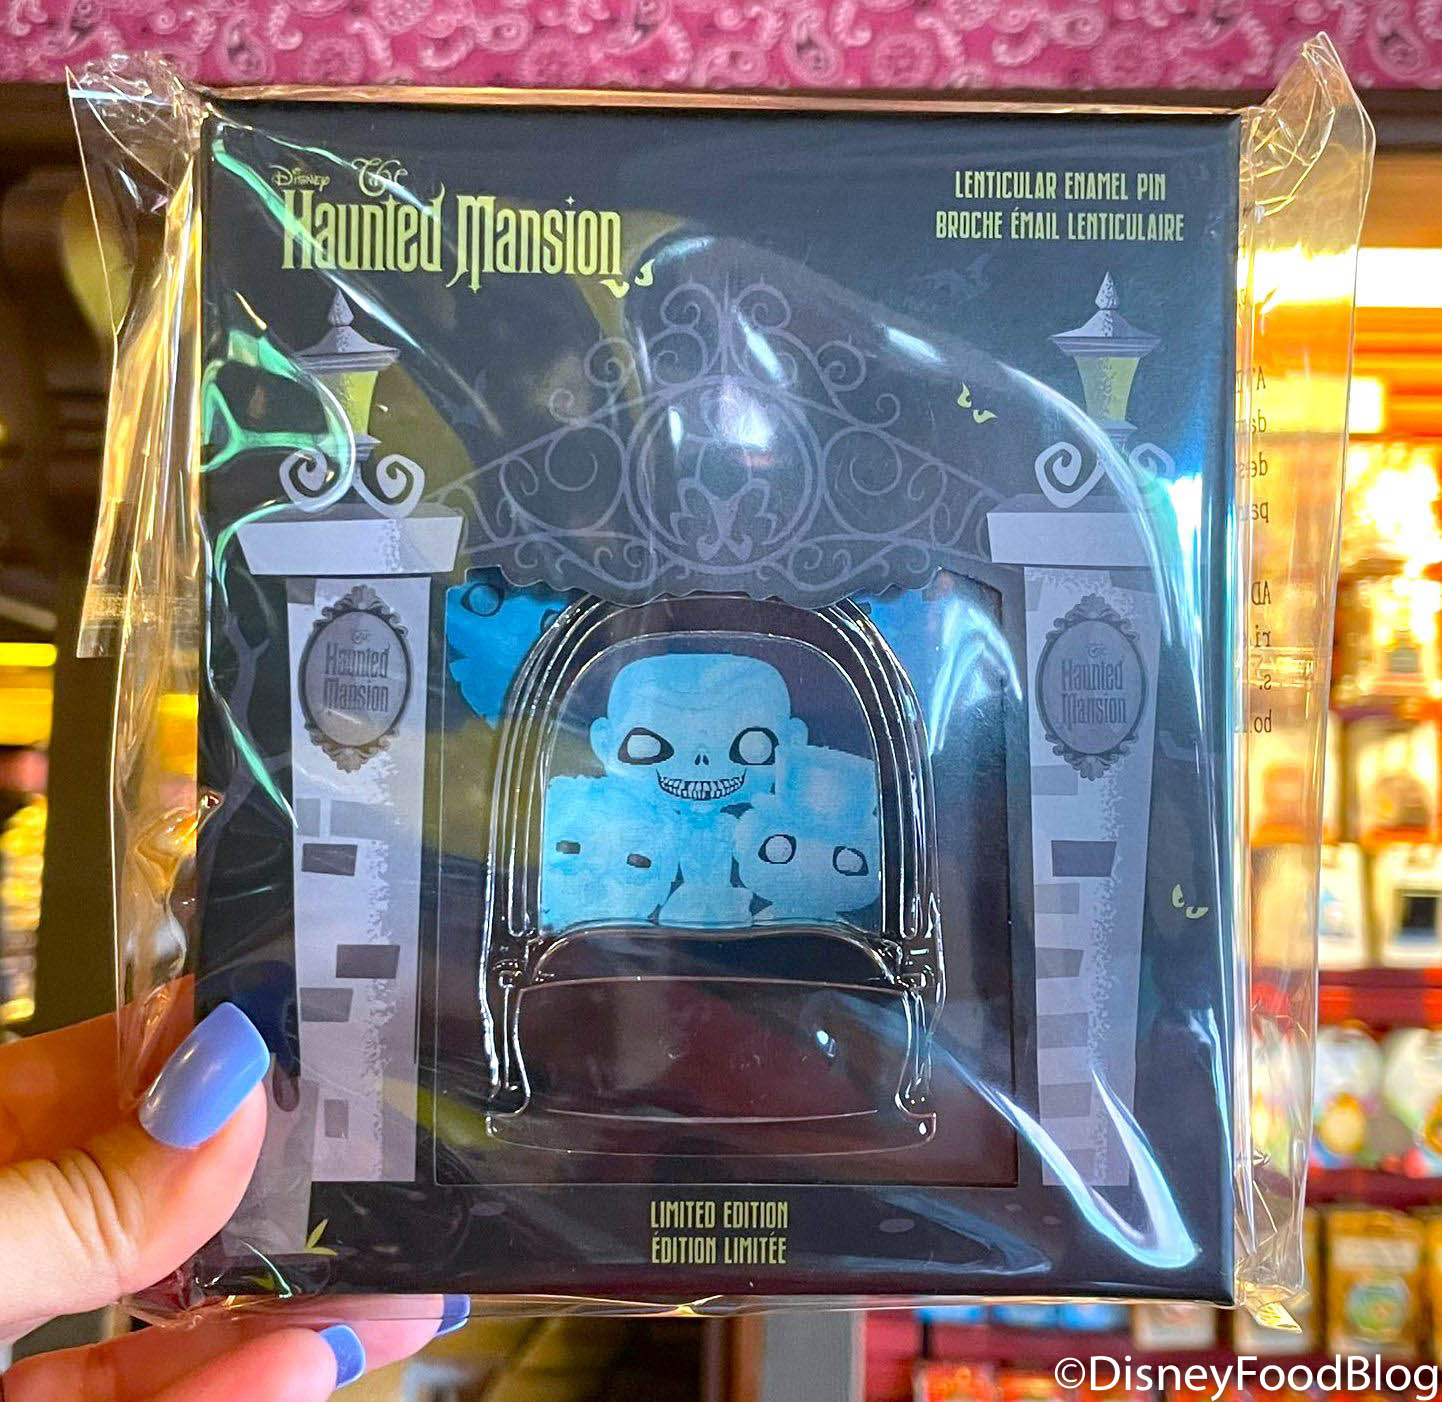 Disney The
Haunted Mansion
LENTICULAR ENAMEL PIN
BROCHE ÉMAIL LENTICULAIRE
The
Haunted
Mansion
The
Haunted
Mansion
LIMITED EDITION
ÉDITION LIMITÉE
©DisneyFoodBlog